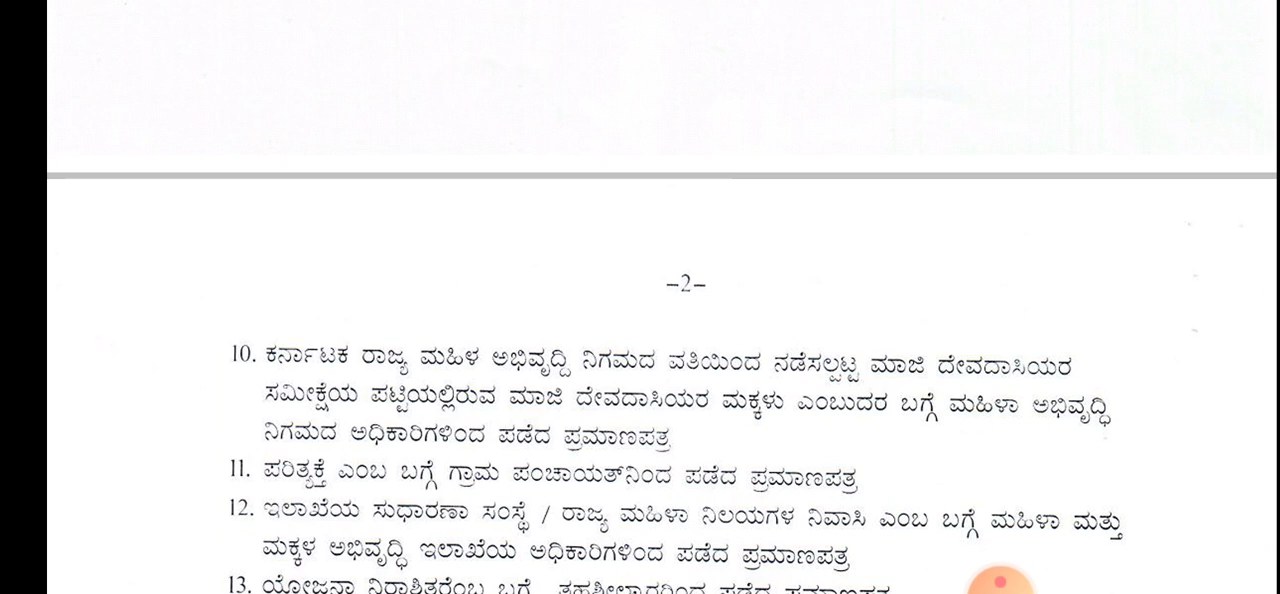 –2–
10. ಕರ್ನಾಟಕ ರಾಜ್ಯ ಮಹಿಳ ಅಭಿವೃದ್ದಿ ನಿಗಮದ ವತಿಯಿಂದ ನಡೆಸಲ್ಪಟ್ಟ ಮಾಜಿ ದೇವದಾಸಿಯರ
ಸಮೀಕ್ಷೆಯ ಪಟ್ಟಿಯಲ್ಲಿರುವ ಮಾಜಿ ದೇವದಾಸಿಯರ ಮಕ್ಕಳು ಎಂಬುದರ ಬಗ್ಗೆ ಮಹಿಳಾ ಅಭಿವೃದ್ಧಿ
ನಿಗಮದ ಅಧಿಕಾರಿಗಳಿಂದ ಪಡೆದ ಪ್ರಮಾಣಪತ್ರ
11. ಪರಿತ್ಯಕ್ತೆ ಎಂಬ ಬಗ್ಗೆ ಗ್ರಾಮ ಪಂಚಾಯತ್‌ನಿಂದ ಪಡೆದ ಪ್ರಮಾಣಪತ್ರ
12. ಇಲಾಖೆಯ ಸುಧಾರಣಾ ಸಂಸ್ಥೆ / ರಾಜ್ಯ ಮಹಿಳಾ ನಿಲಯಗಳ ನಿವಾಸಿ ಎಂಬ ಬಗ್ಗೆ ಮಹಿಳಾ ಮತ್ತು
ಮಕ್ಕಳ ಅಭಿವೃದ್ಧಿ ಇಲಾಖೆಯ ಅಧಿಕಾರಿಗಳಿಂದ ಪಡೆದ ಪ್ರಮಾಣಪತ್ರ
13. ಯೋಜನಾ ನಿರಾಶ್ರಿತರೆಂಬ ಬಗ್ಗೆ ತಹಶೀಲ್ದಾರರಿಂದ ಪಡೆದ ಪ್ರಮಾಣಪತ್ರ